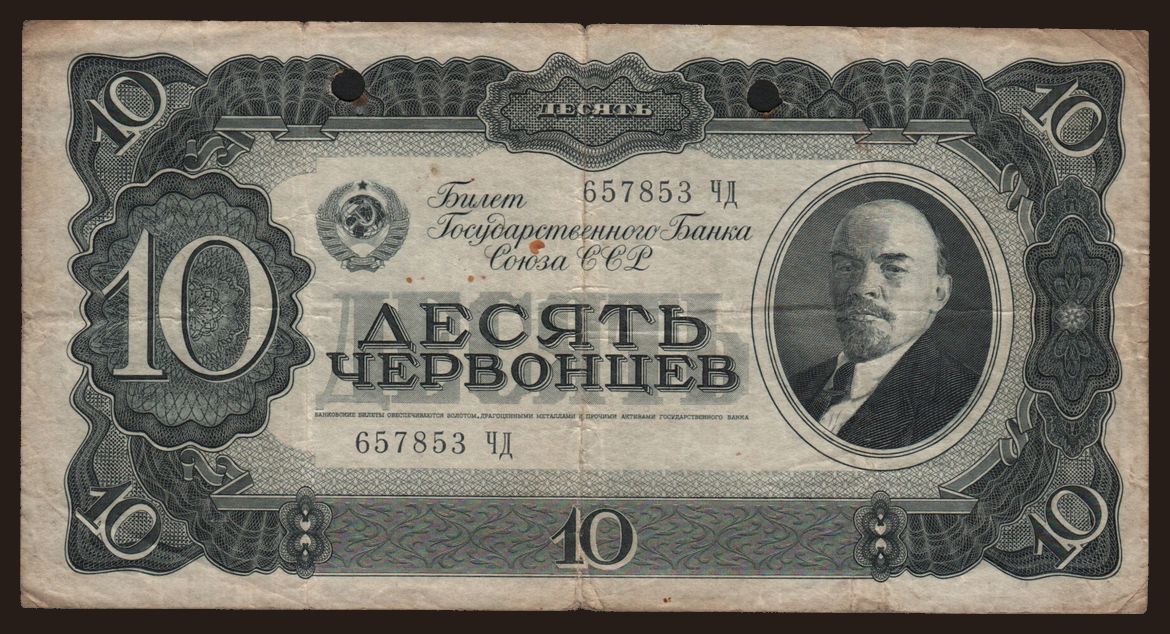 10
ДЕСЯТЬ
10
Билет
657853 ЧД
Государственного Банка
Союза ССР
10
ДЕСЯТЬ
ДЕСЯТЬ
ЧЕРВОНЦЕВ
БАНКОВСКИЕ БИЛЕТЫ ОБЕСПЕЧИВАЮТСЯ ЗОЛОТОМ, ДРАГОЦЕННЫМИ МЕТАЛЛАМИ И ПРОЧИМИ АКТИВАМИ ГОСУДАРСТВЕННОГО БАНКА
657853 ЧД
10
10
10